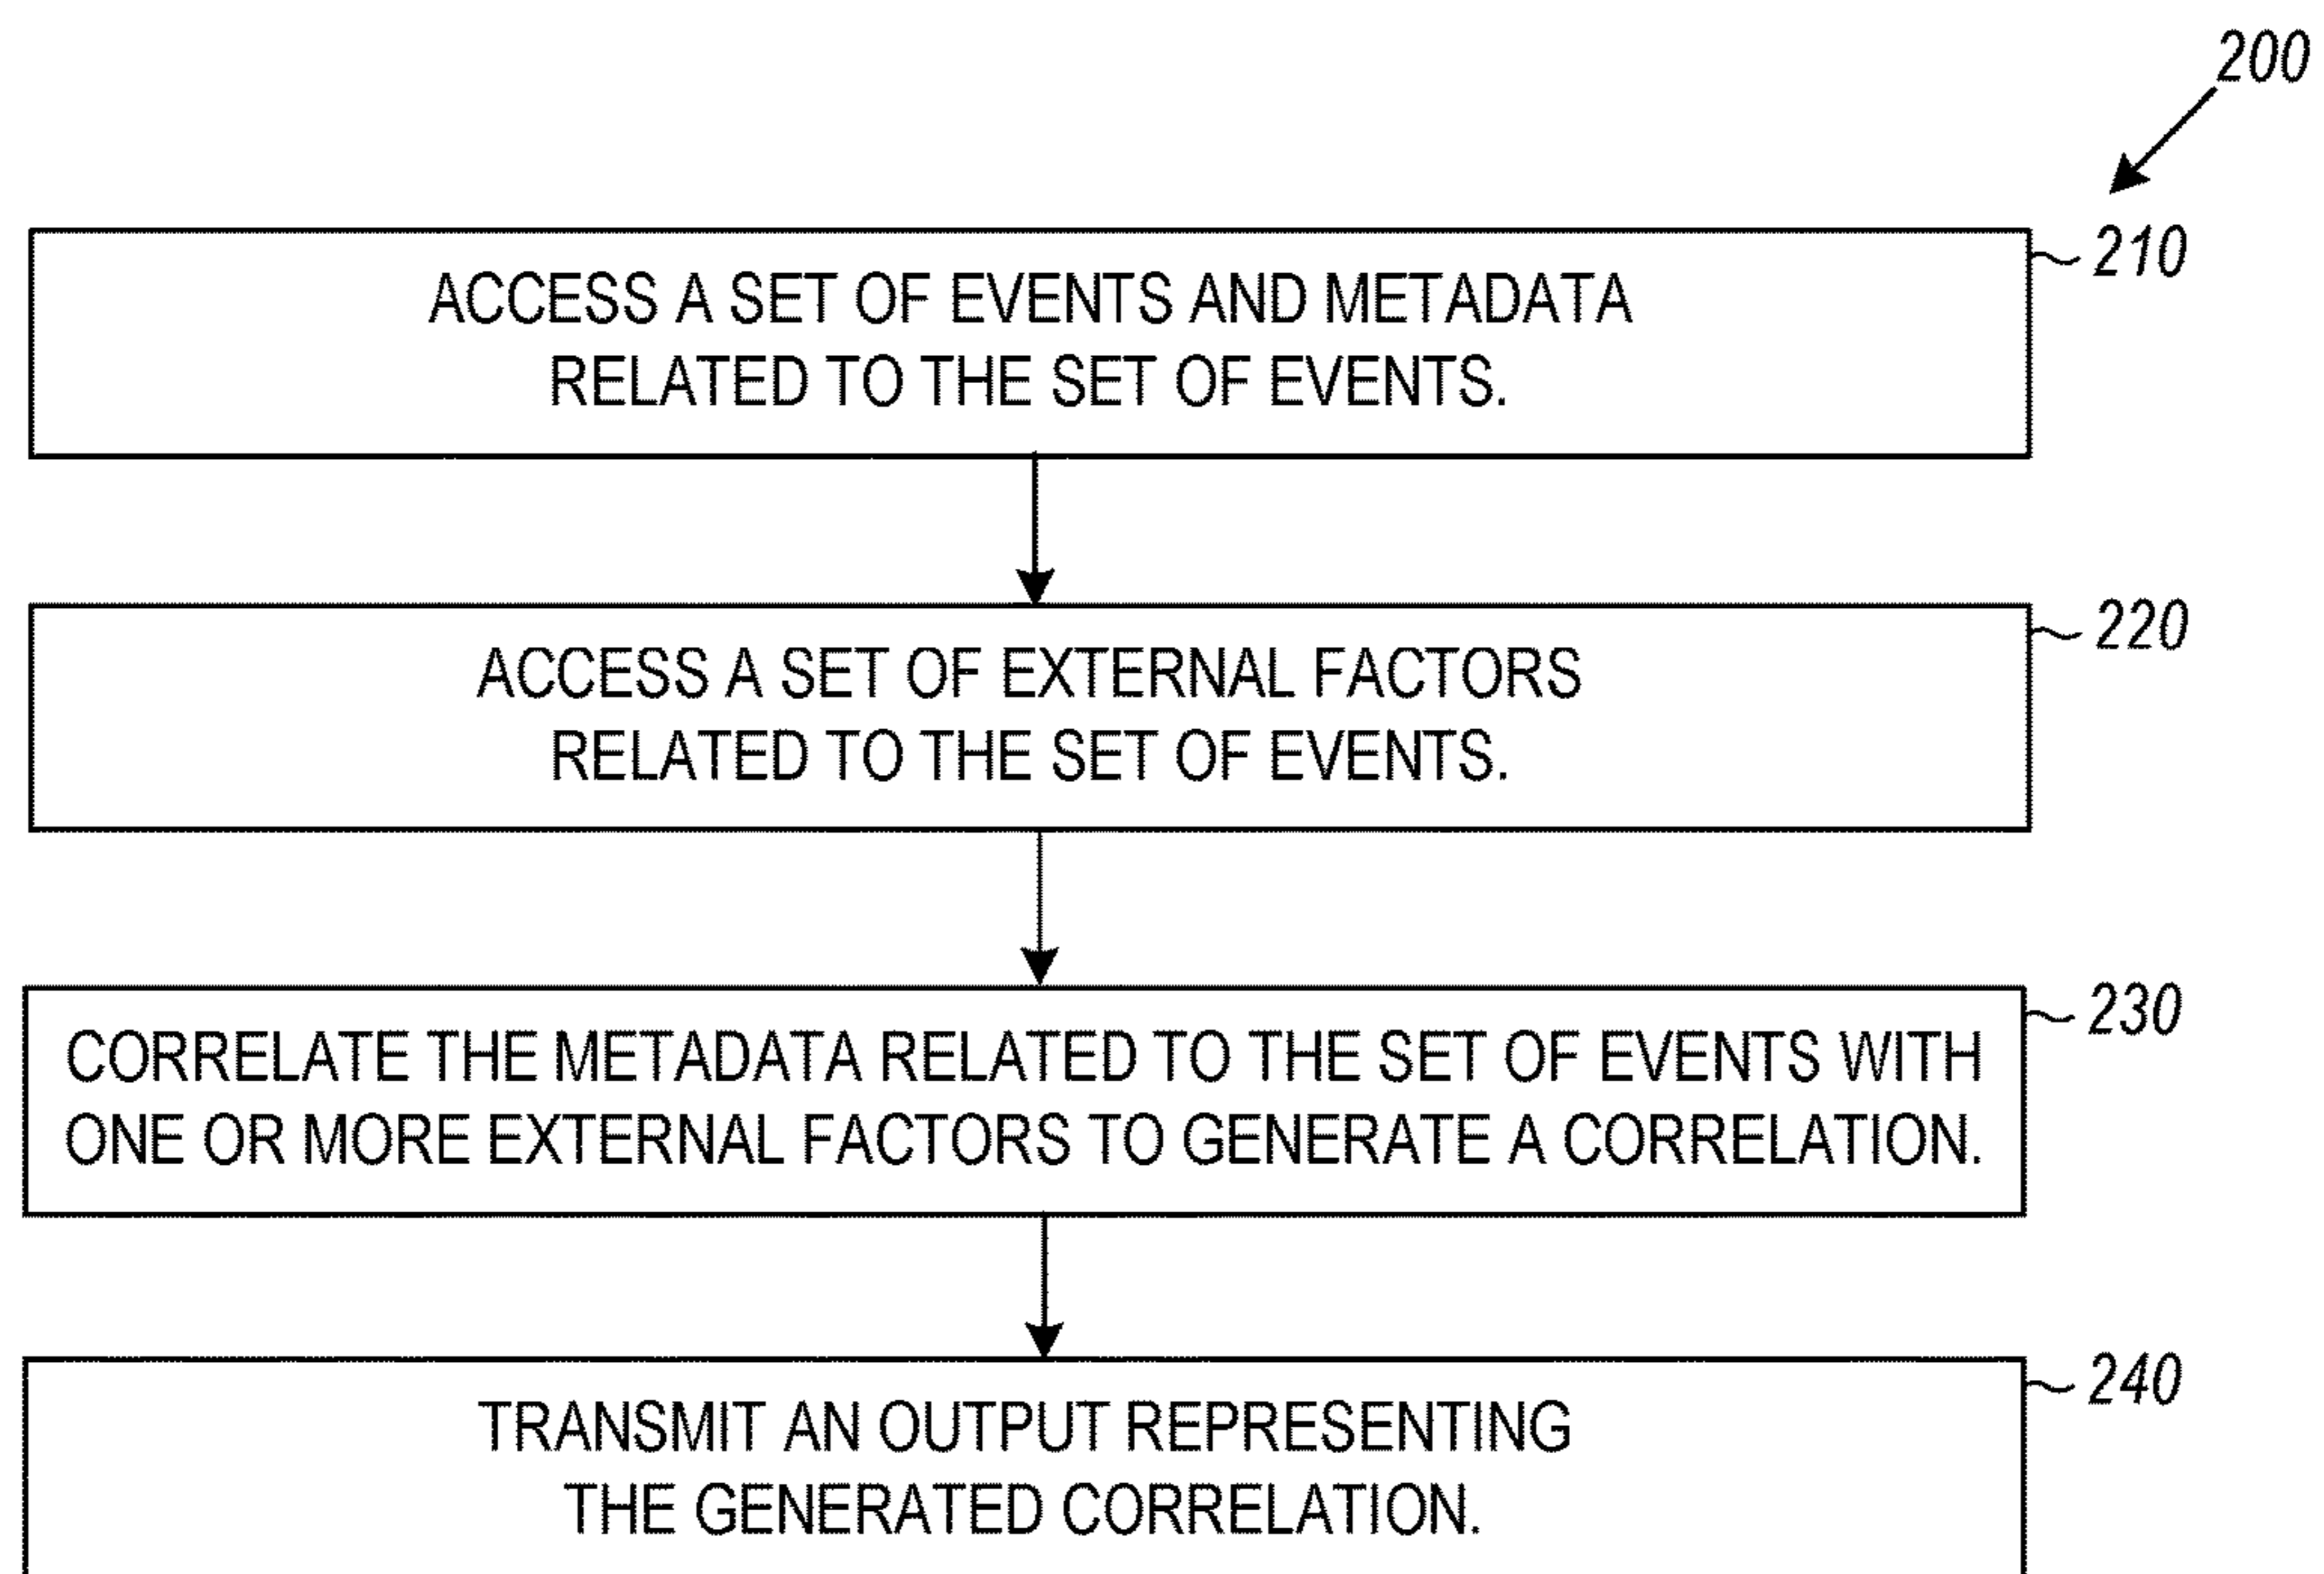 200
210
ACCESS A SET OF EVENTS AND METADATA
RELATED TO THE SET OF EVENTS.
220
ACCESS A SET OF EXTERNAL FACTORS
RELATED TO THE SET OF EVENTS.
230
CORRELATE THE METADATA RELATED TO THE SET OF EVENTS WITH
ONE OR MORE EXTERNAL FACTORS TO GENERATE A CORRELATION.
240
TRANSMIT AN OUTPUT REPRESENTING
THE GENERATED CORRELATION.